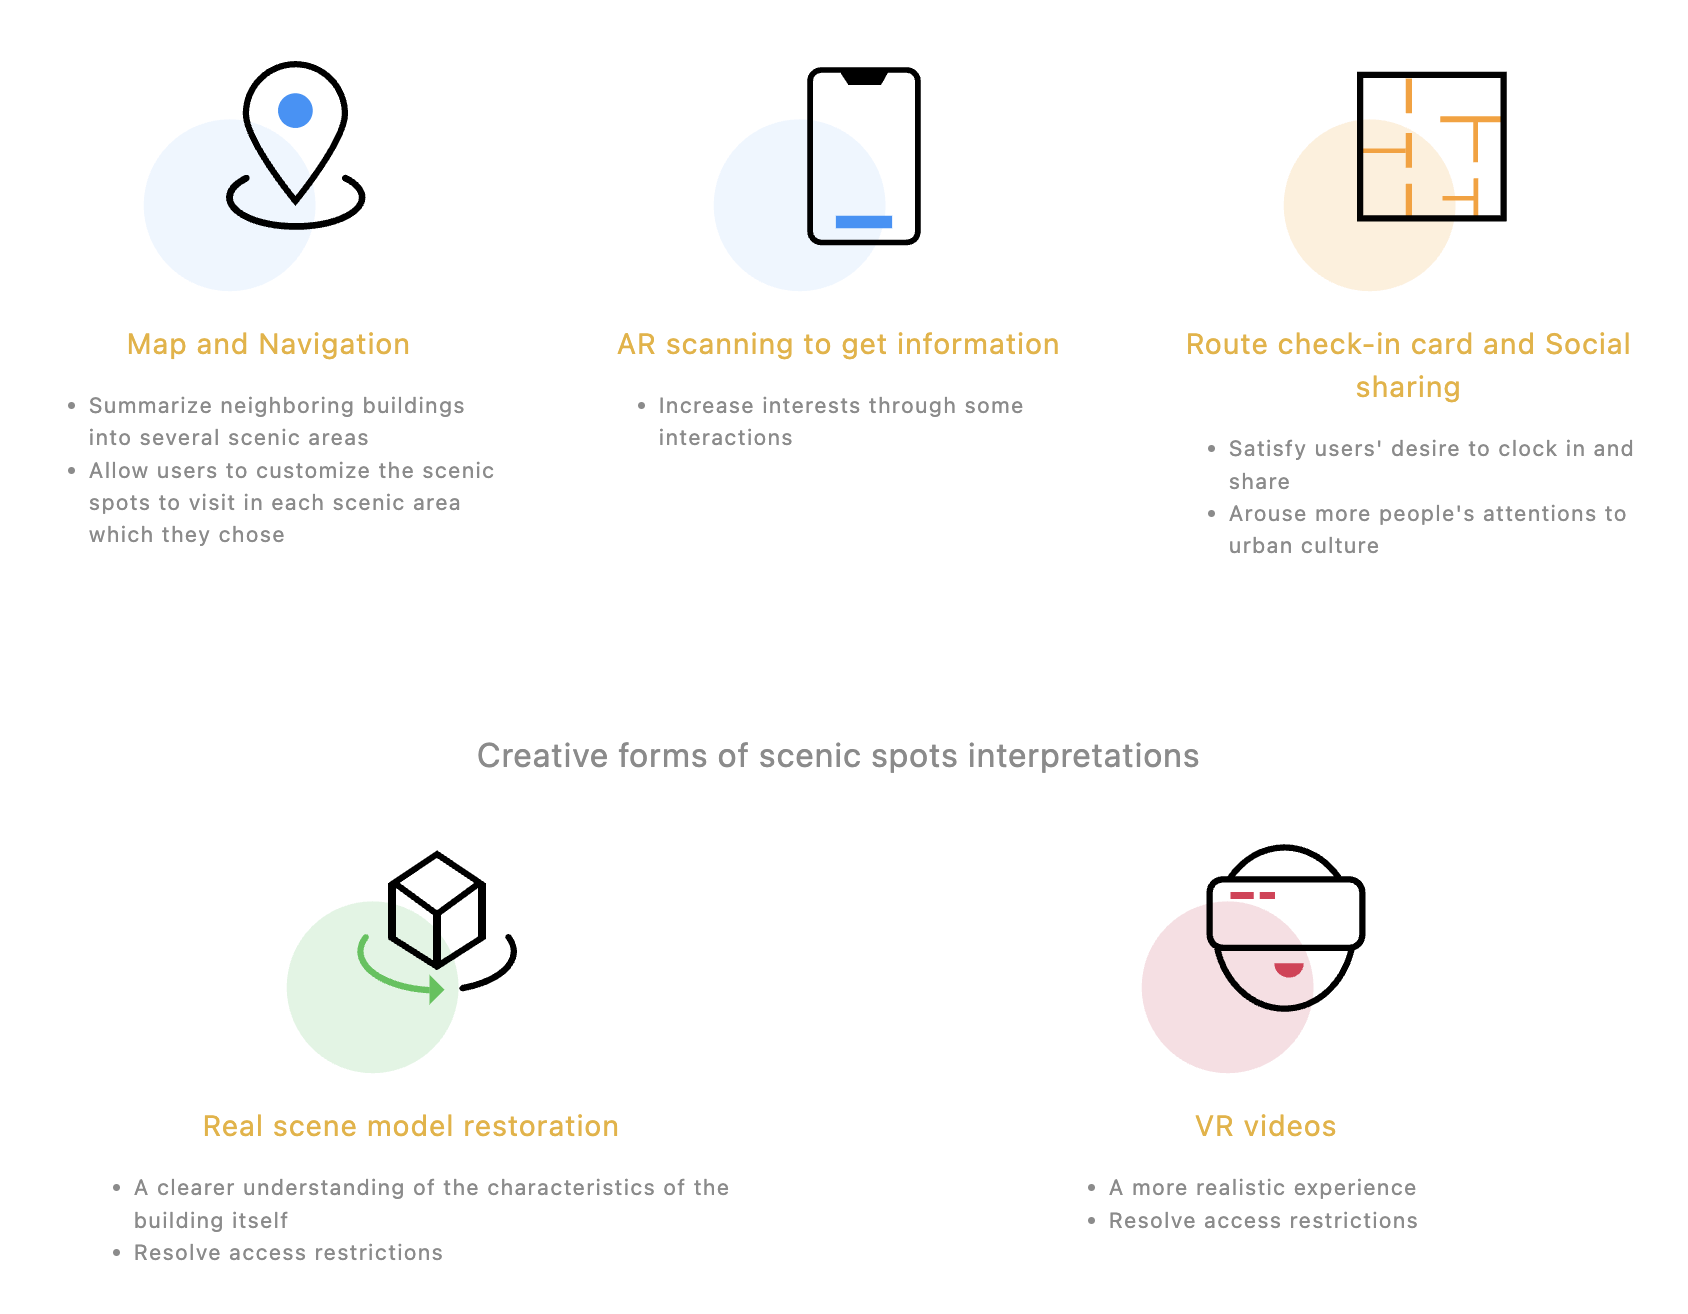 Map and Navigation
• Summarize neighboring buildings
into several scenic areas
• Allow users to customize the scenic
spots to visit in each scenic area
which they chose
AR scanning to get information
• Increase interests through some
interactions
Route check-in card and Social
sharing
• Satisfy users' desire to clock in and
share
• Arouse more people's attentions to
urban culture
Creative forms of scenic spots interpretations
Real scene model restoration
• A clearer understanding of the characteristics of the
building itself
• Resolve access restrictions
VR videos
• A more realistic experience
• Resolve access restrictions